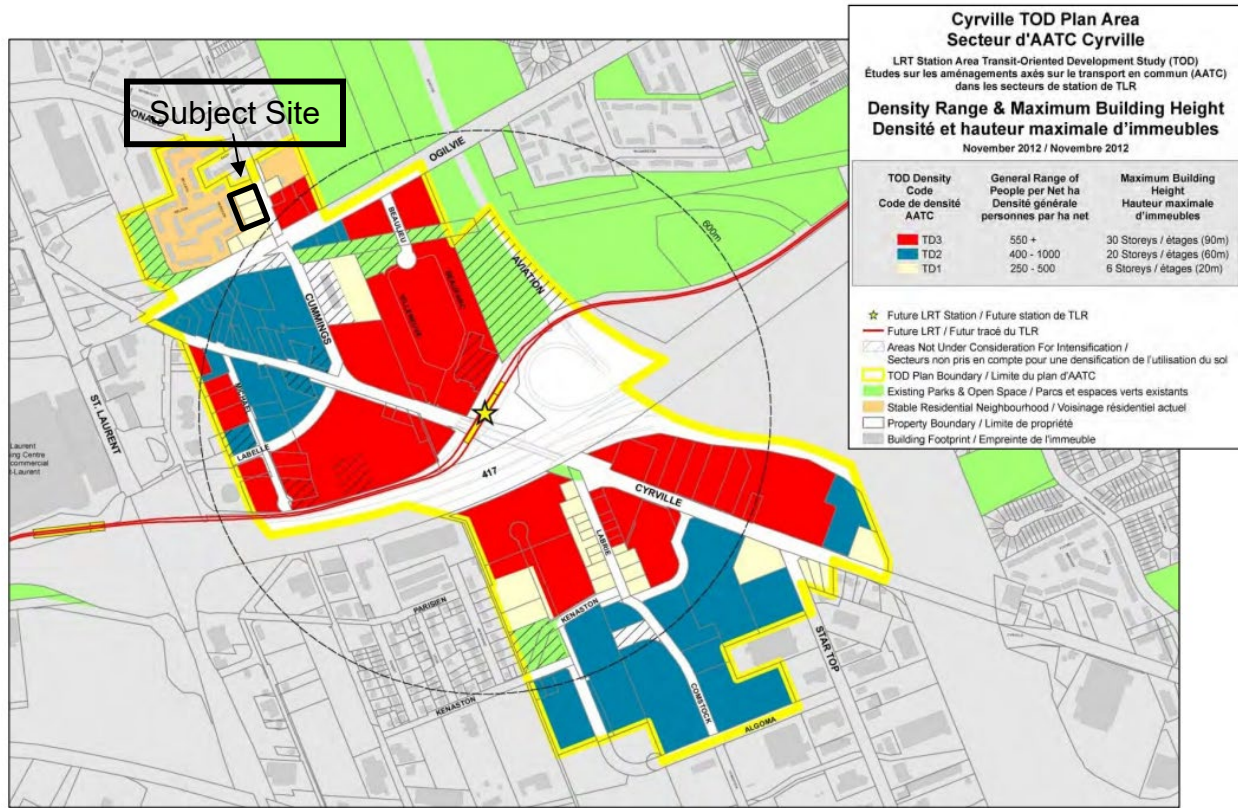 Cyrville TOD Plan Area
Secteur d'AATC Cyrville
LRT Station Area Transit-Oriented Development Study (TOD)
Études sur les aménagements axés sur le transport en commun (AATC)
dans les secteurs de station de TLR
Density Range & Maximum Building Height
Densité et hauteur maximale d'immeubles
November 2012 / Novembre 2012
TOD Density
Code
Code de densité
AATC
General Range of
People per Net ha
Densité générale
personnes par ha net
Maximum Building
Height
Hauteur maximale
d'immeubles
TD3 550 + 30 Storeys / étages (90m)
TD2 400 - 1000 20 Storeys / étages (60m)
TD1 250 - 500 6 Storeys / étages (20m)
Future LRT Station / Future station de TLR
Future LRT / Futur tracé du TLR
Areas Not Under Consideration For Intensification /
Secteurs non pris en compte pour une densification de l'utilisation du sol
TOD Plan Boundary / Limite du plan d'AATC
Existing Parks & Open Space / Parcs et espaces verts existants
Stable Residential Neighbourhood / Voisinage résidentiel actuel
Property Boundary / Limite de propriété
Building Footprint / Empreinte de l'immeuble
Subject Site
ONALD
OGILVIE
BEAULIEU
AVIATION
600m
CUMMINGS
ST. LAURENT
LABELLE
417
CYRVILLE
LABRIE
PARISIEN
KENASTON
KENASTON
STAR TOP
COMSTOCK
ALGOMA
Laurent
ing Centre
commercial
t-Laurent